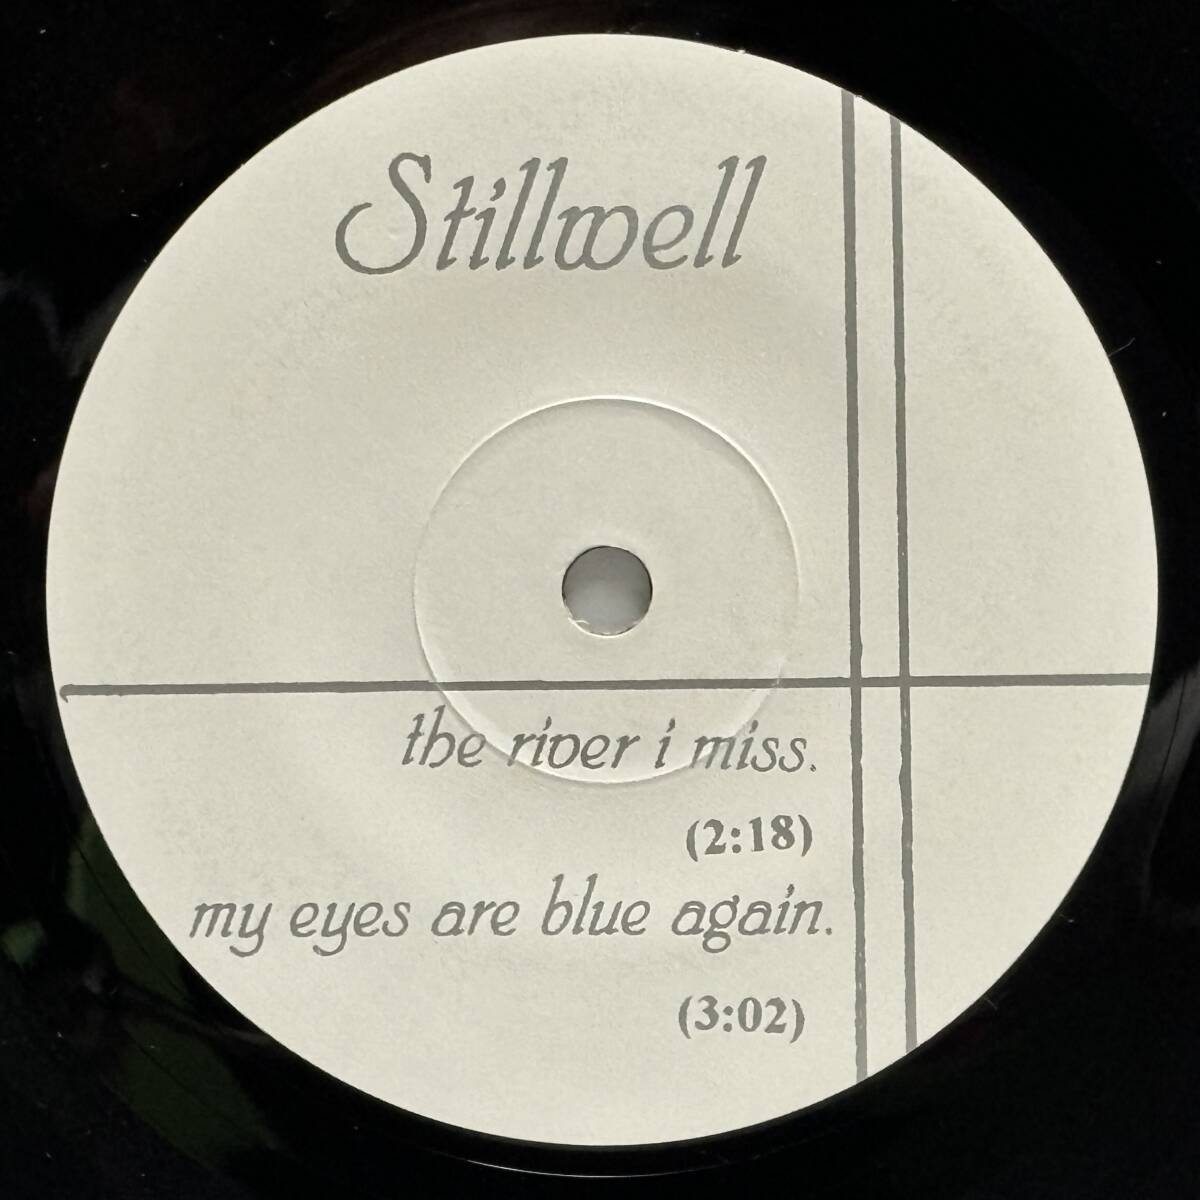 Stillwell
the river i miss.
(2:18)
my eyes are blue again.
(3:02)